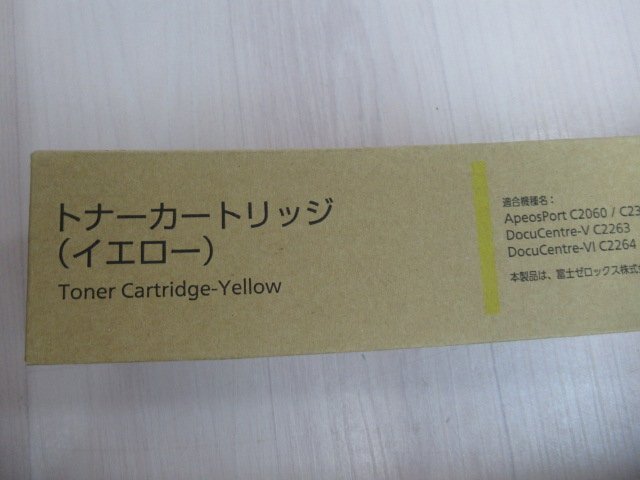 トナーカートリッジ
(イエロー)
Toner Cartridge-Yellow
適合機種名：
ApeosPort C2060 / C23
DocuCentre-V C2263
DocuCentre-VI C2264
本製品は、富士ゼロックス株式